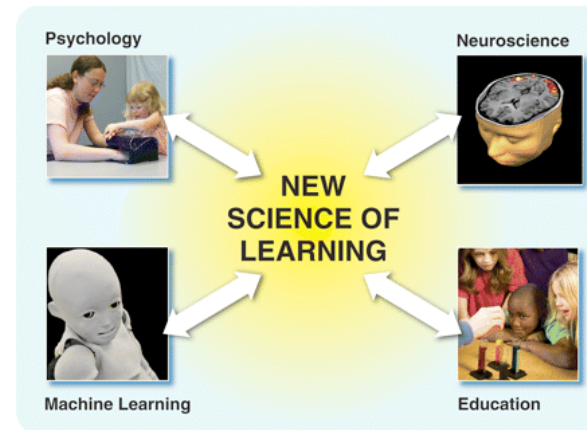 Psychology
Neuroscience
NEW
SCIENCE OF
LEARNING
Machine Learning
Education